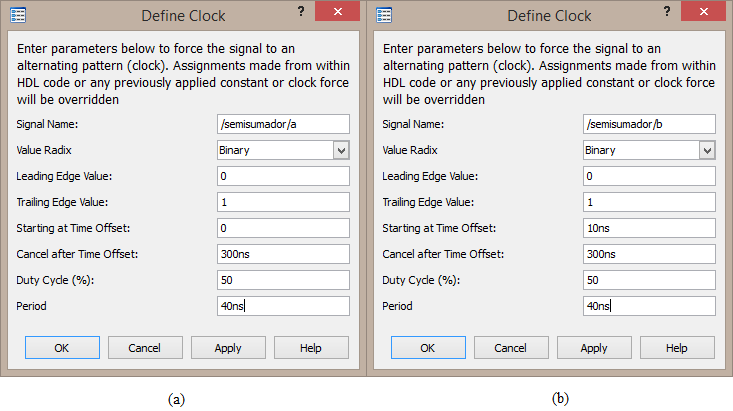 Define Clock
?
×
Enter parameters below to force the signal to an
alternating pattern (clock). Assignments made from within
HDL code or any previously applied constant or clock force
will be overridden
Signal Name: /semisumador/a
Value Radix Binary
Leading Edge Value: 0
Trailing Edge Value: 1
Starting at Time Offset: 0
Cancel after Time Offset: 300ns
Duty Cycle (%): 50
Period 40ns
OK Cancel Apply Help
(a)
Define Clock
?
×
Enter parameters below to force the signal to an
alternating pattern (clock). Assignments made from within
HDL code or any previously applied constant or clock force
will be overridden
Signal Name: /semisumador/b
Value Radix Binary
Leading Edge Value: 0
Trailing Edge Value: 1
Starting at Time Offset: 10ns
Cancel after Time Offset: 300ns
Duty Cycle (%): 50
Period 40ns
OK Cancel Apply Help
(b)